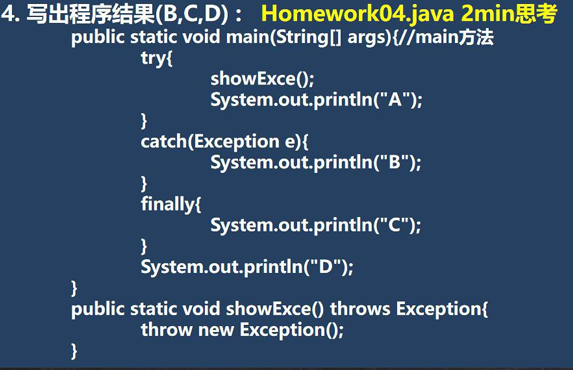 4. 写出程序结果(B,C,D)： Homework04.java 2min思考
public static void main(String[] args){//main方法
try{
showExce();
System.out.println("A");
}
catch(Exception e){
System.out.println("B");
}
finally{
System.out.println("C");
}
System.out.println("D");
}
public static void showExce() throws Exception{
throw new Exception();
}